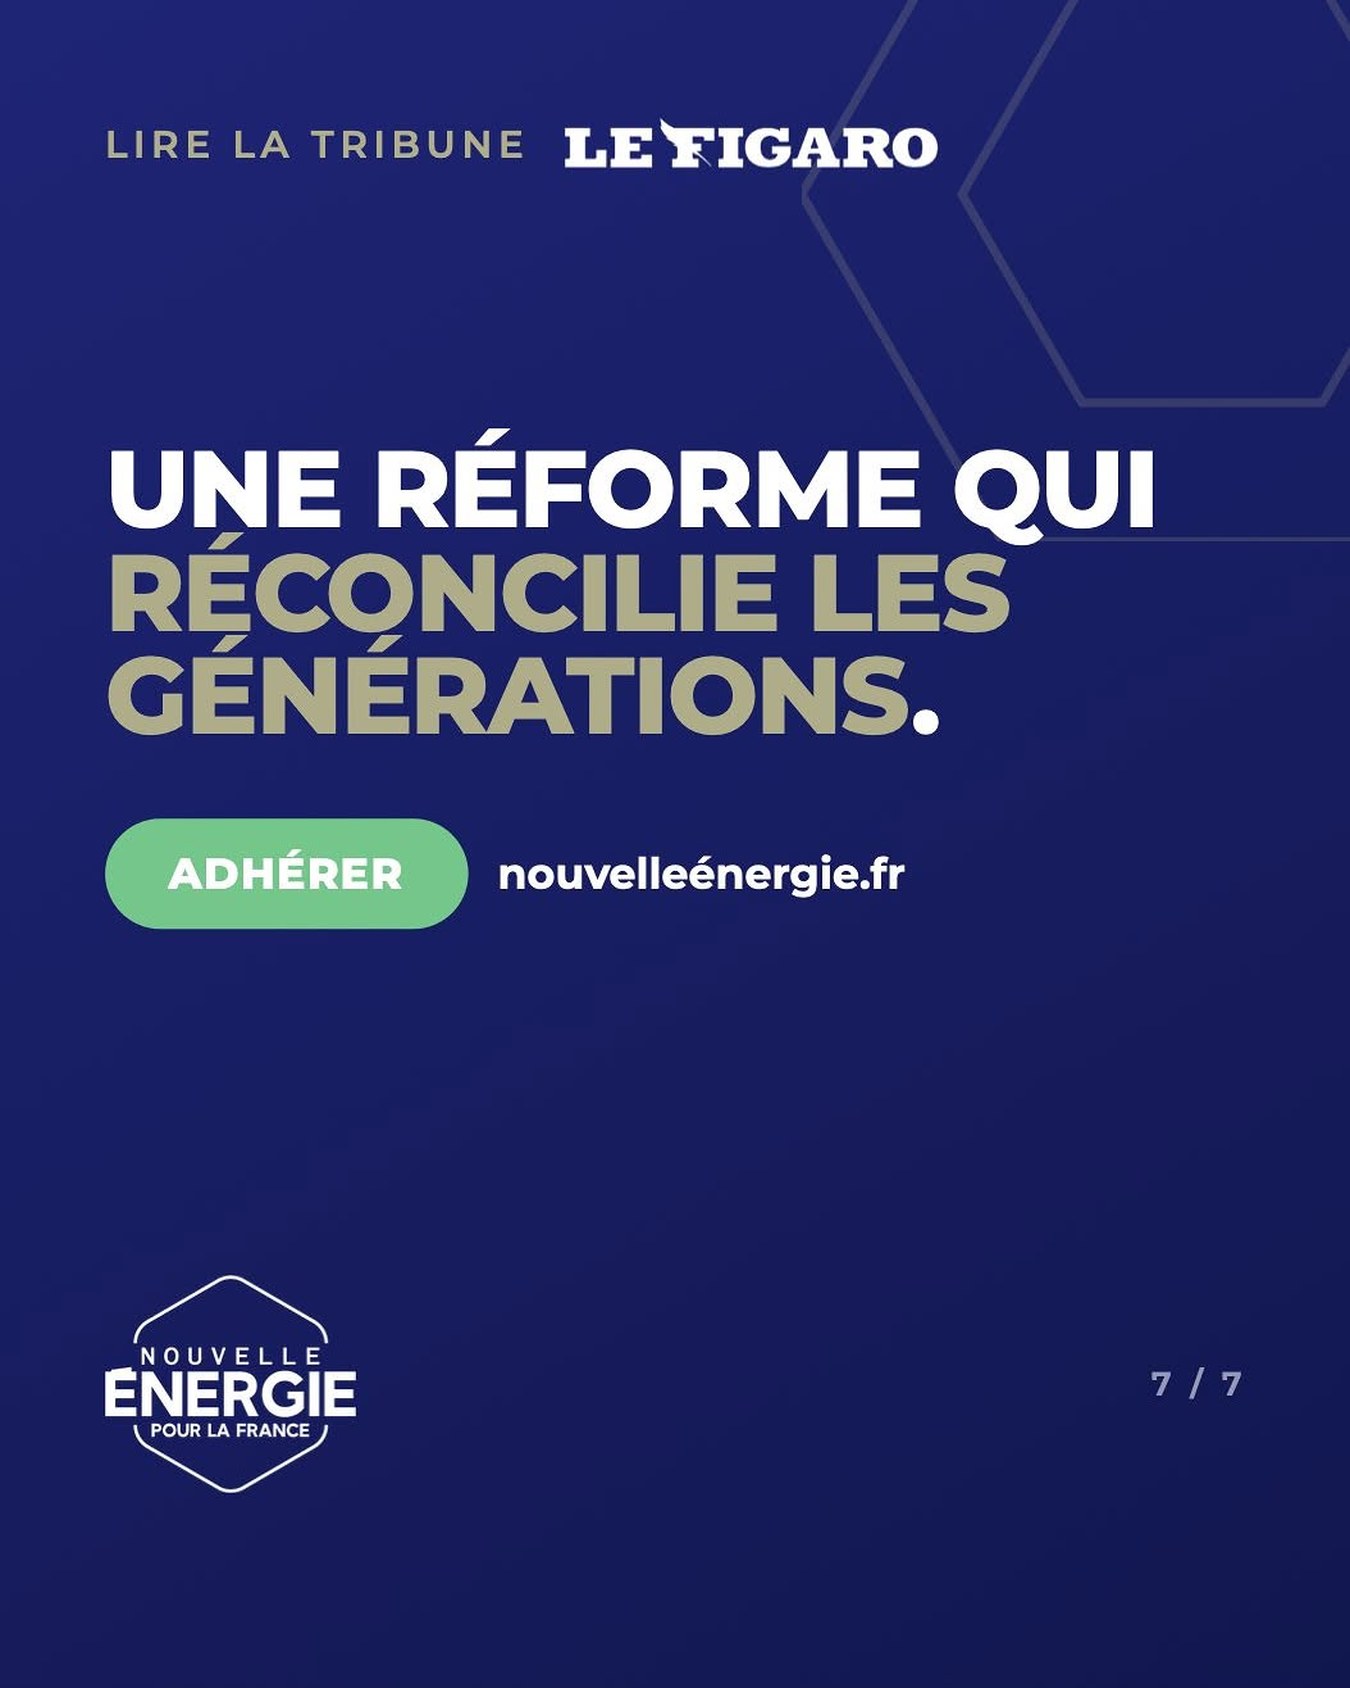 LIRE LA TRIBUNE LE FIGARO
UNE RÉFORME QUI
RÉCONCILIE LES
GÉNÉRATIONS.
ADHÉRER nouvelleénergie.fr
NOUVELLE
ÉNERGIE
POUR LA FRANCE
7 / 7